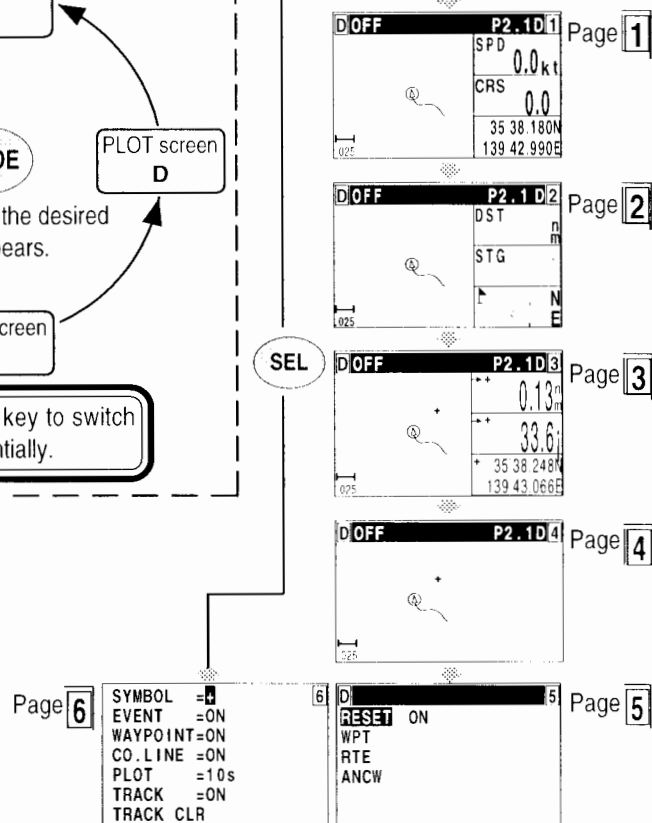 DE
PLOT screen
D
the desired
ears.
creen
key to switch
tially.
SEL
D OFF P2.1D 1
SPD
0.0kt
CRS
0.0
35 38.180N
139 42.990E
025
Page 1
D OFF P2.1D 2
DST
nm
STG
N
E
025
Page 2
D OFF P2.1D 3
+
0.13nm
+
33.6
+ 35 38.248N
139 43.066E
025
Page 3
D OFF P2.1D 4
+
025
Page 4
Page 6
SYMBOL =+ 6
EVENT =ON
WAYPOINT=ON
CO.LINE =ON
PLOT =10s
TRACK =ON
TRACK CLR
D 5
RESET ON
WPT
RTE
ANCW
Page 5